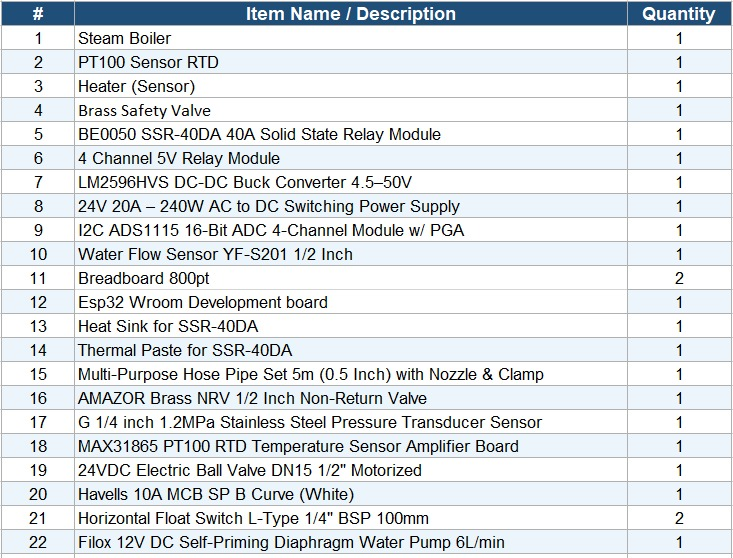 # Item Name / Description Quantity
1 Steam Boiler 1
2 PT100 Sensor RTD 1
3 Heater (Sensor) 1
4 Brass Safety Valve 1
5 BE0050 SSR-40DA 40A Solid State Relay Module 1
6 4 Channel 5V Relay Module 1
7 LM2596HVS DC-DC Buck Converter 4.5–50V 1
8 24V 20A – 240W AC to DC Switching Power Supply 1
9 I2C ADS1115 16-Bit ADC 4-Channel Module w/ PGA 1
10 Water Flow Sensor YF-S201 1/2 Inch 1
11 Breadboard 800pt 2
12 Esp32 Wroom Development board 1
13 Heat Sink for SSR-40DA 1
14 Thermal Paste for SSR-40DA 1
15 Multi-Purpose Hose Pipe Set 5m (0.5 Inch) with Nozzle & Clamp 1
16 AMAZOR Brass NRV 1/2 Inch Non-Return Valve 1
17 G 1/4 inch 1.2MPa Stainless Steel Pressure Transducer Sensor 1
18 MAX31865 PT100 RTD Temperature Sensor Amplifier Board 1
19 24VDC Electric Ball Valve DN15 1/2" Motorized 1
20 Havells 10A MCB SP B Curve (White) 1
21 Horizontal Float Switch L-Type 1/4" BSP 100mm 2
22 Filox 12V DC Self-Priming Diaphragm Water Pump 6L/min 1